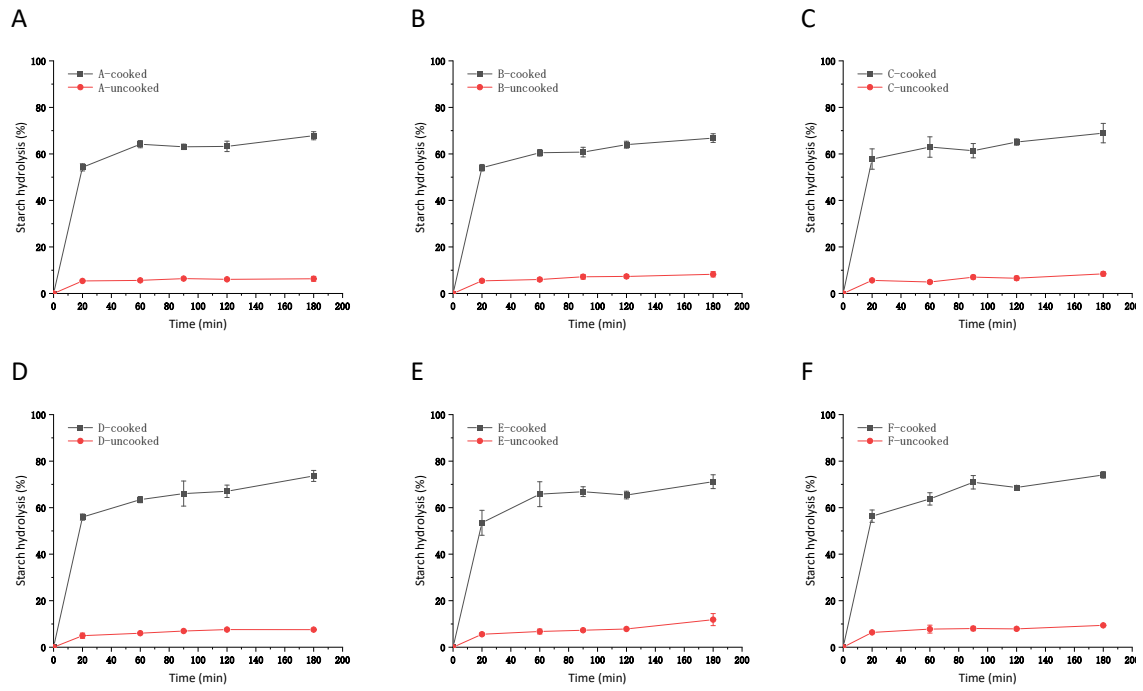 A
B
C
A-cooked
A-uncooked
Starch hydrolysis (%)
100
80
60
40
20
0
0 20 40 60 80 100 120 140 160 180 200
Time (min)
B-cooked
B-uncooked
Starch hydrolysis (%)
100
80
60
40
20
0
0 20 40 60 80 100 120 140 160 180 200
Time (min)
C-cooked
C-uncooked
Starch hydrolysis (%)
100
80
60
40
20
0
0 20 40 60 80 100 120 140 160 180 200
Time (min)
D
E
F
D-cooked
D-uncooked
Starch hydrolysis (%)
100
80
60
40
20
0
0 20 40 60 80 100 120 140 160 180 200
Time (min)
E-cooked
E-uncooked
Starch hydrolysis (%)
100
80
60
40
20
0
0 20 40 60 80 100 120 140 160 180 200
Time (min)
F-cooked
F-uncooked
Starch hydrolysis (%)
100
80
60
40
20
0
0 20 40 60 80 100 120 140 160 180 200
Time (min)